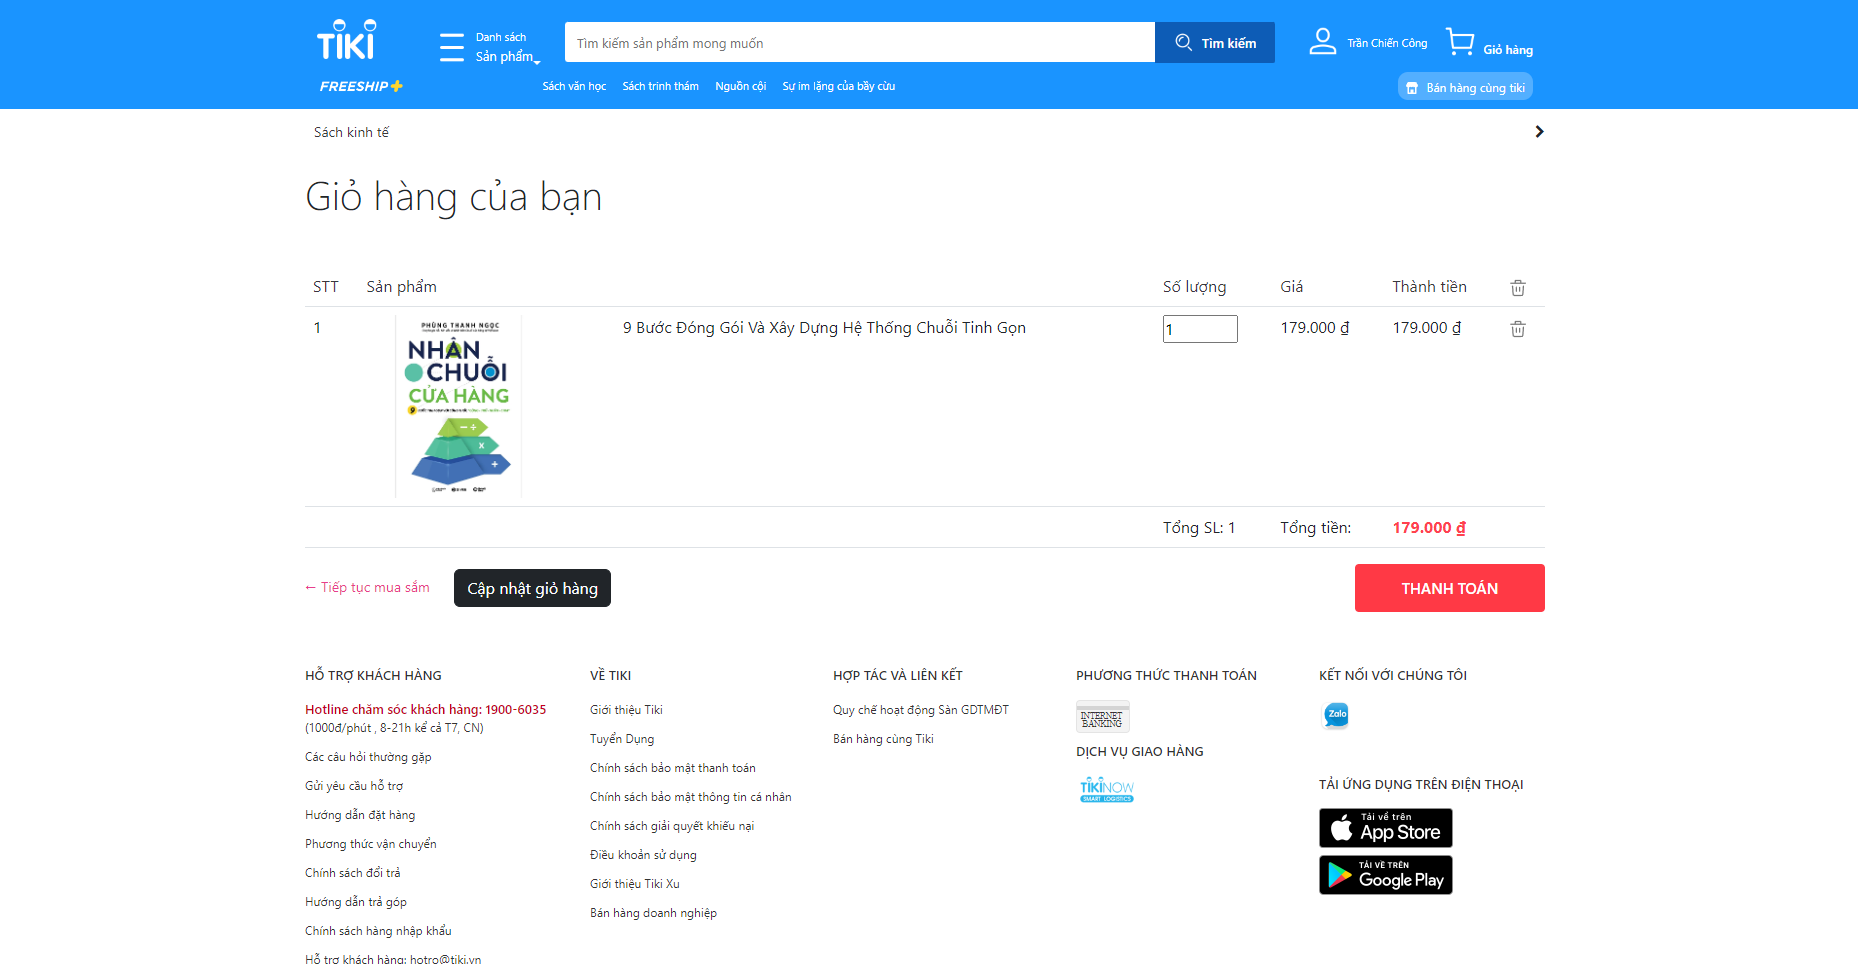 TIKI
Danh sách
Sản phẩm
Tìm kiếm sản phẩm mong muốn
Tìm kiếm
Trần Chiến Công
Giỏ hàng
FREESHIP+
Sách văn học Sách trinh thám Nguồn cội Sự im lặng của bầy cừu
Bán hàng cùng tiki
Sách kinh tế
Giỏ hàng của bạn
STT Sản phẩm Số lượng Giá Thành tiền
1 9 Bước Đóng Gói Và Xây Dựng Hệ Thống Chuỗi Tinh Gọn 1 179.000 ₫ 179.000 ₫
PHÙNG THANH NGỌC
NHÂN
CHUỖI
CỬA HÀNG
9
Tổng SL: 1 Tổng tiền: 179.000 ₫
← Tiếp tục mua sắm Cập nhật giỏ hàng THANH TOÁN
HỖ TRỢ KHÁCH HÀNG
Hotline chăm sóc khách hàng: 1900-6035
(1000đ/phút , 8-21h kể cả T7, CN)
Các câu hỏi thường gặp
Gửi yêu cầu hỗ trợ
Hướng dẫn đặt hàng
Phương thức vận chuyển
Chính sách đổi trả
Hướng dẫn trả góp
Chính sách hàng nhập khẩu
Hỗ trợ khách hàng: hotro@tiki.vn
VỀ TIKI
Giới thiệu Tiki
Tuyển Dụng
Chính sách bảo mật thanh toán
Chính sách bảo mật thông tin cá nhân
Chính sách giải quyết khiếu nại
Điều khoản sử dụng
Giới thiệu Tiki Xu
Bán hàng doanh nghiệp
HỢP TÁC VÀ LIÊN KẾT
Quy chế hoạt động Sàn GDTMĐT
Bán hàng cùng Tiki
PHƯƠNG THỨC THANH TOÁN
INTERNET
BANKING
DỊCH VỤ GIAO HÀNG
TIKINOW
SMART LOGISTICS
KẾT NỐI VỚI CHÚNG TÔI
Zalo
TẢI ỨNG DỤNG TRÊN ĐIỆN THOẠI
Tải về trên
App Store
TẢI VỀ TRÊN
Google Play